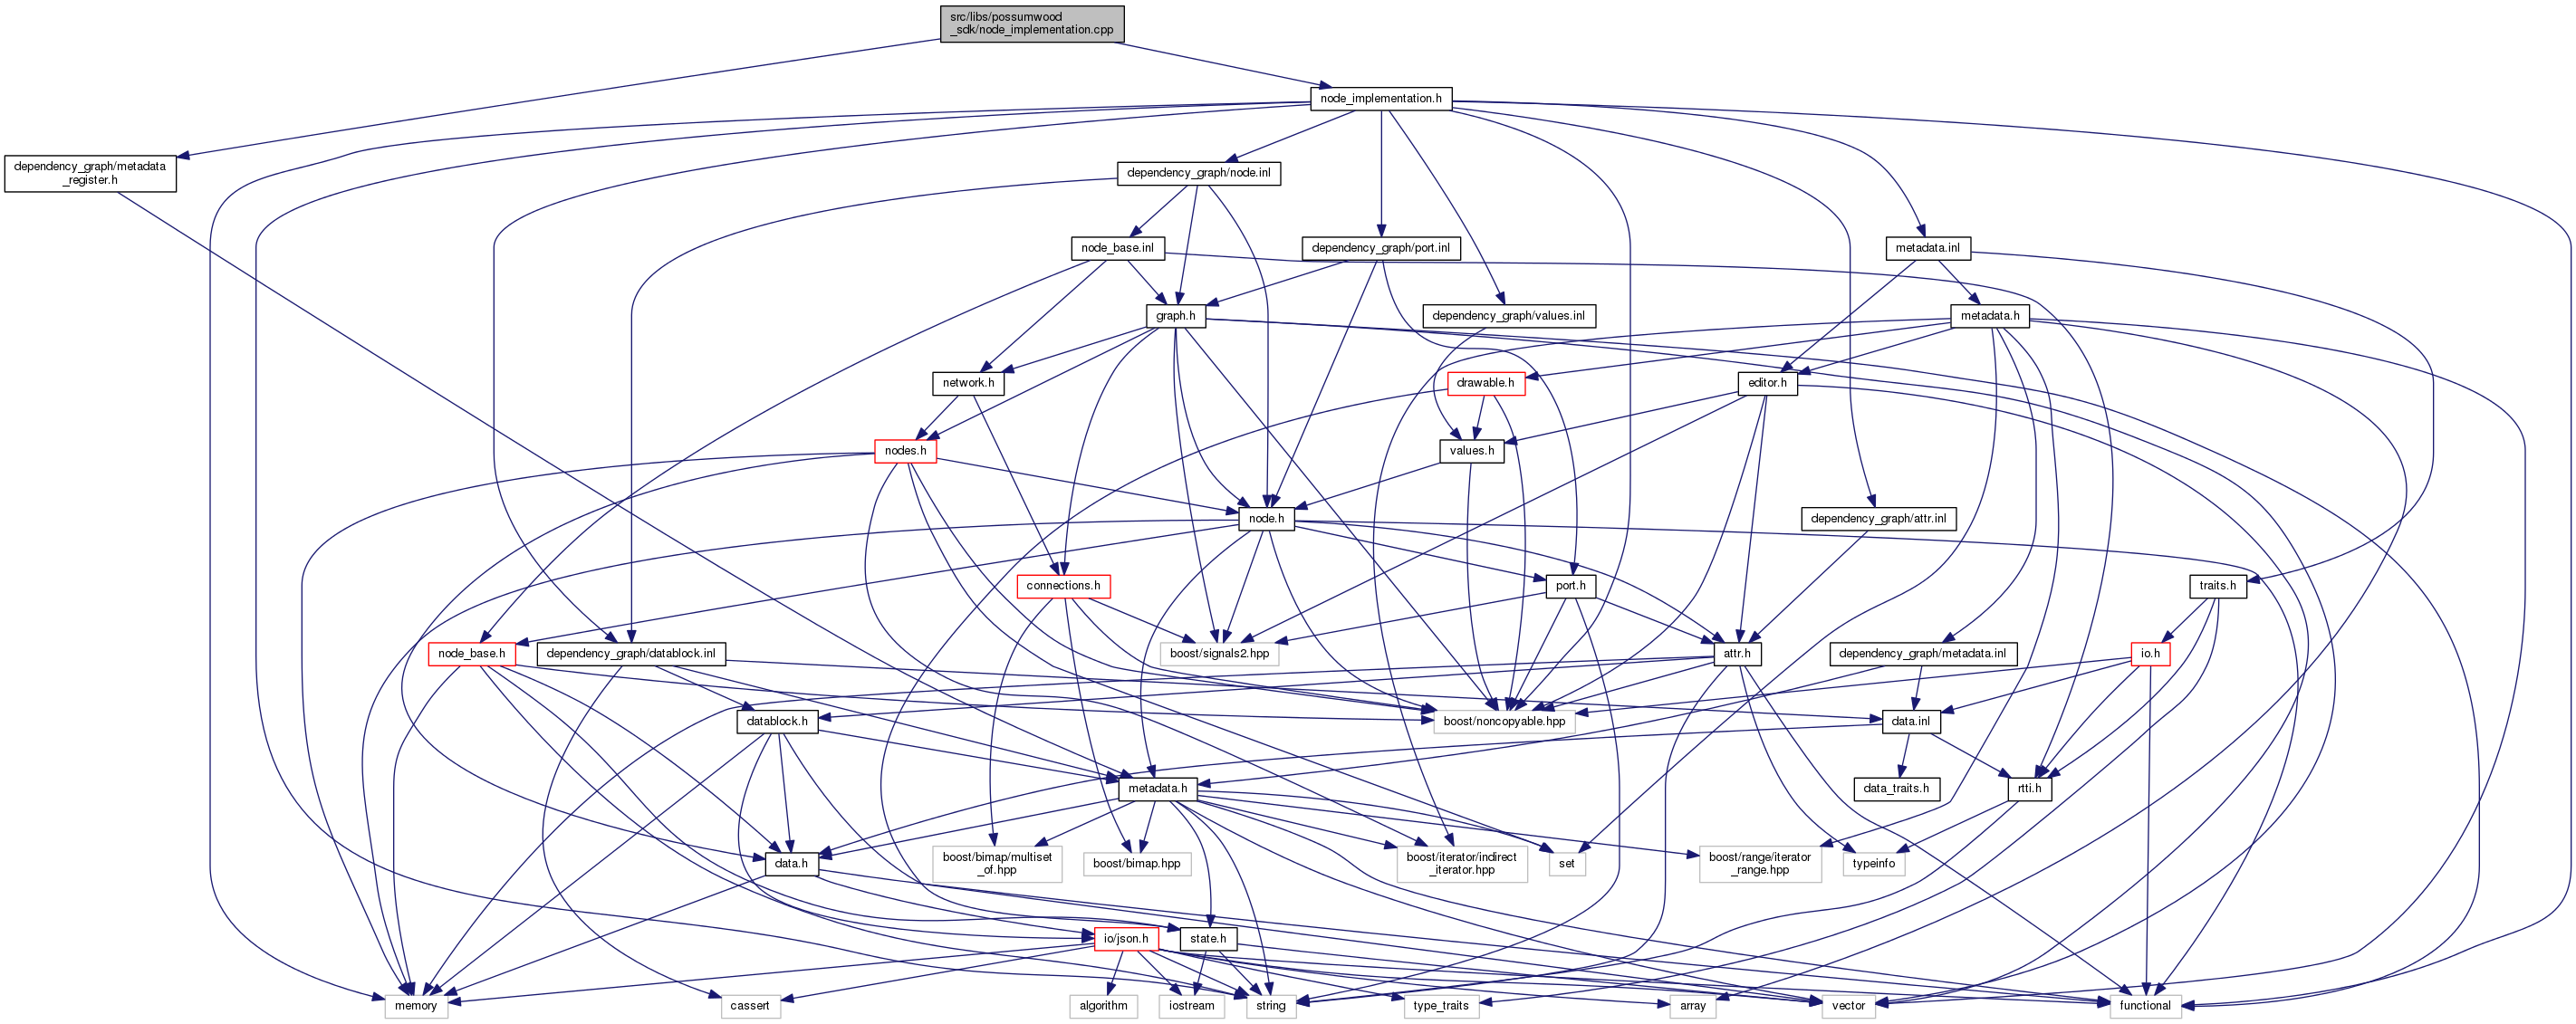 src/libs/possumwood
_sdk/node_implementation.cpp
node_implementation.h
dependency_graph/metadata
_register.h
dependency_graph/node.inl
node_base.inl
dependency_graph/port.inl
metadata.inl
graph.h
dependency_graph/values.inl
metadata.h
network.h
drawable.h
editor.h
nodes.h
values.h
node.h
dependency_graph/attr.inl
connections.h
port.h
traits.h
node_base.h
dependency_graph/datablock.inl
boost/signals2.hpp
attr.h
dependency_graph/metadata.inl
io.h
datablock.h
boost/noncopyable.hpp
data.inl
metadata.h
data_traits.h
rtti.h
data.h
boost/bimap/multiset
_of.hpp
boost/bimap.hpp
boost/iterator/indirect
_iterator.hpp
set
boost/range/iterator
_range.hpp
typeinfo
io/json.h
state.h
memory
cassert
algorithm
iostream
string
type_traits
array
vector
functional